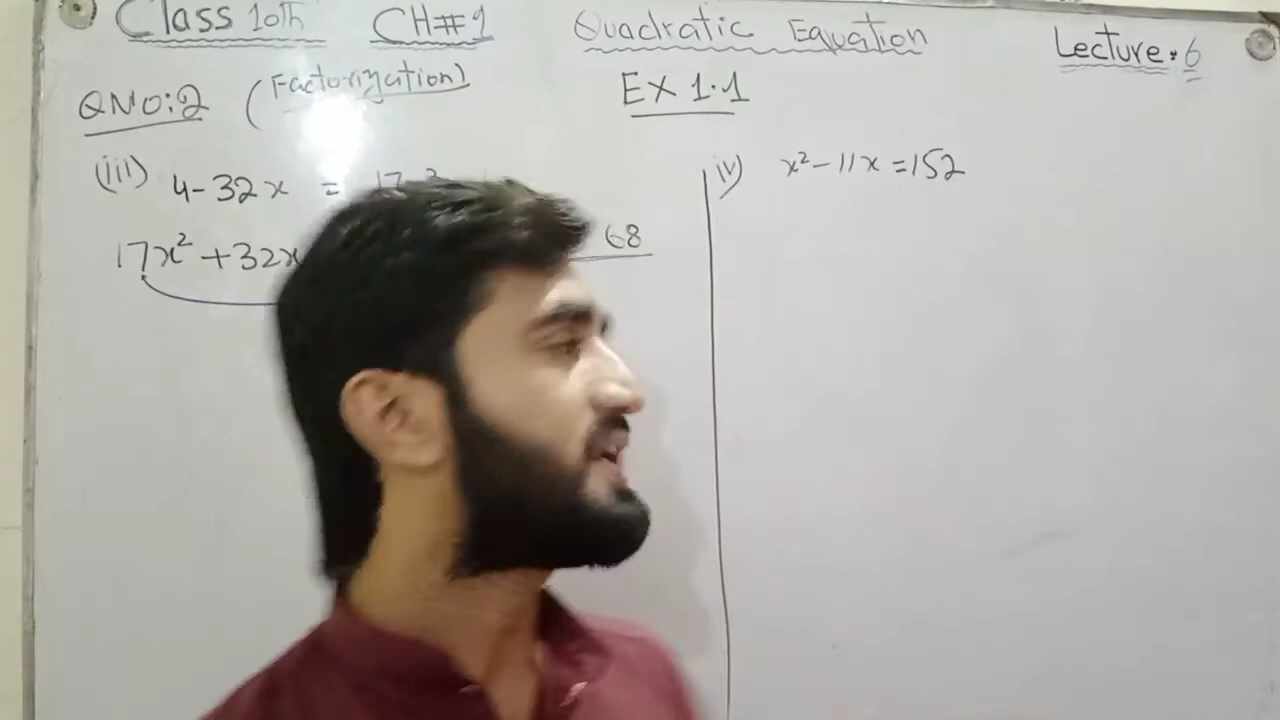 Class 10th CH#1 Quadratic Equation Lecture.6
QNO:2 (Factorization) EX 1.1
(iii) 4-32x = 17
17x² +32x
68
iv) x² - 11x = 152